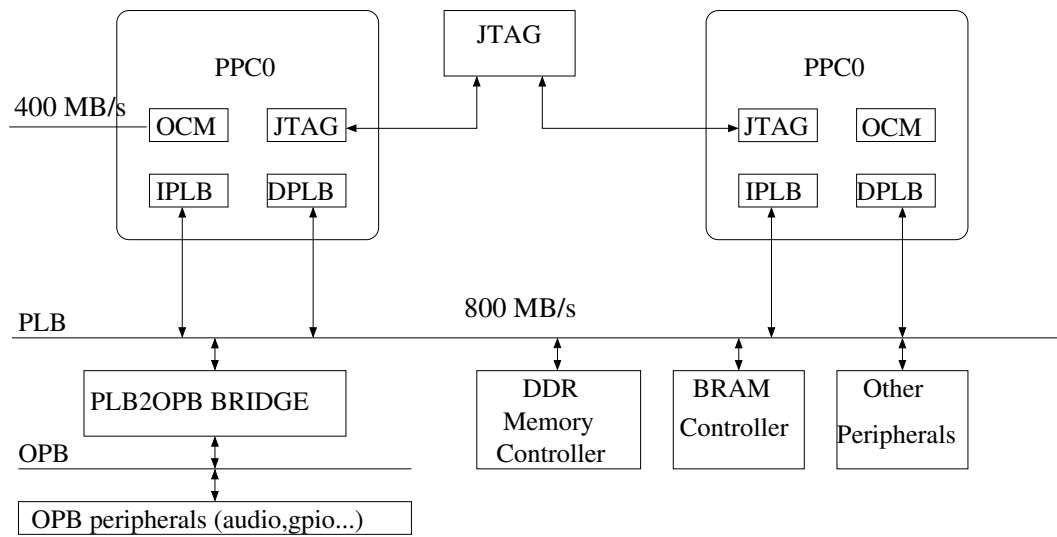 JTAG
PPC0
PPC0
400 MB/s
OCM
JTAG
JTAG
OCM
IPLB
DPLB
IPLB
DPLB
800 MB/s
PLB
PLB2OPB BRIDGE
DDR
Memory
Controller
BRAM
Controller
Other
Peripherals
OPB
OPB peripherals (audio,gpio...)